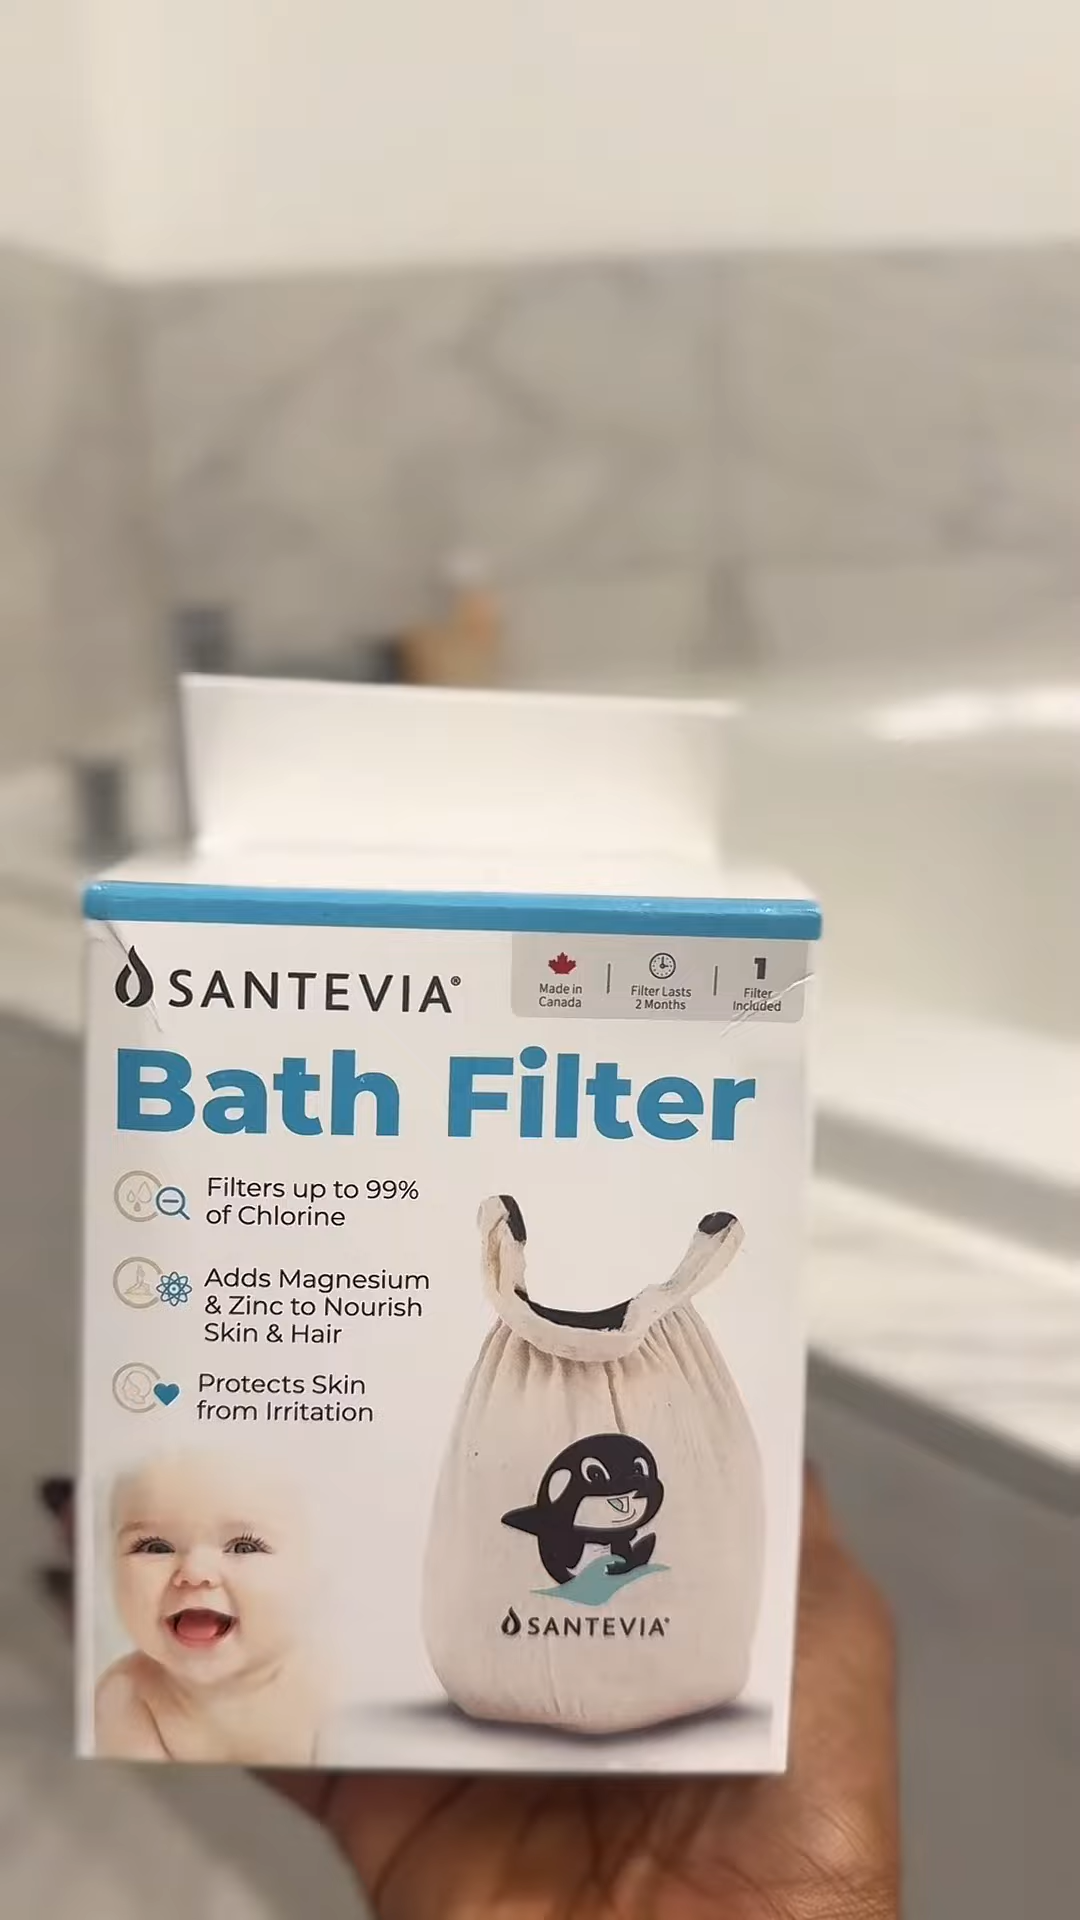 SANTEVIA®
Made in
Canada
Filter Lasts
2 Months
1
Filter
Included
Bath Filter
Filters up to 99%
of Chlorine
Adds Magnesium
& Zinc to Nourish
Skin & Hair
Protects Skin
from Irritation
SANTEVIA®